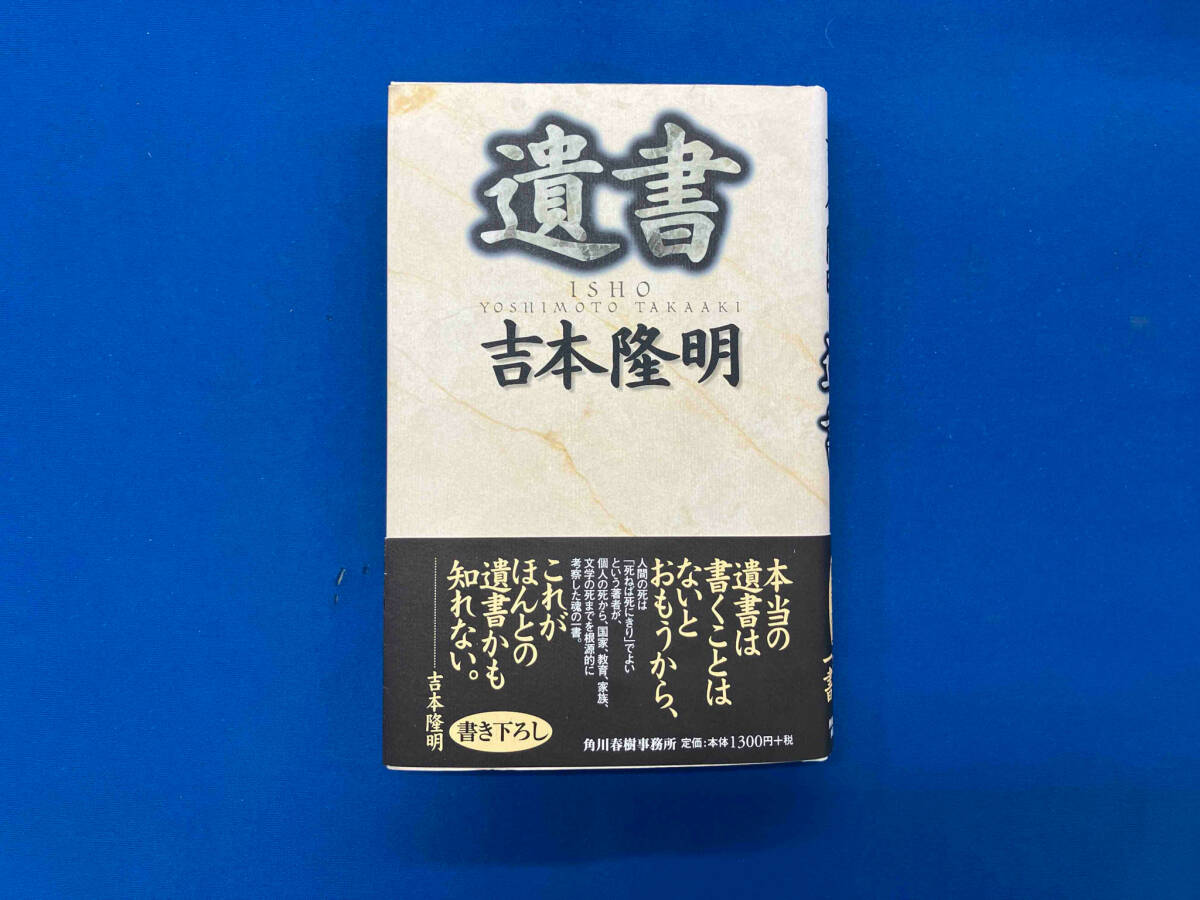 遺書
ISHO
YOSHIMOTO TAKAAKI
吉本隆明
本当の
遺書は
書くことは
ないと
おもうから、
人間の死は
「死ねば死にきり」でよい
という著者が、
個人の死から、国家、教育、家族、
文学の死までを根源的に
考察した魂の一書。
これが
ほんとの
遺書かも
知れない。
吉本隆明
書き下ろし
角川春樹事務所 定価:本体1300円+税